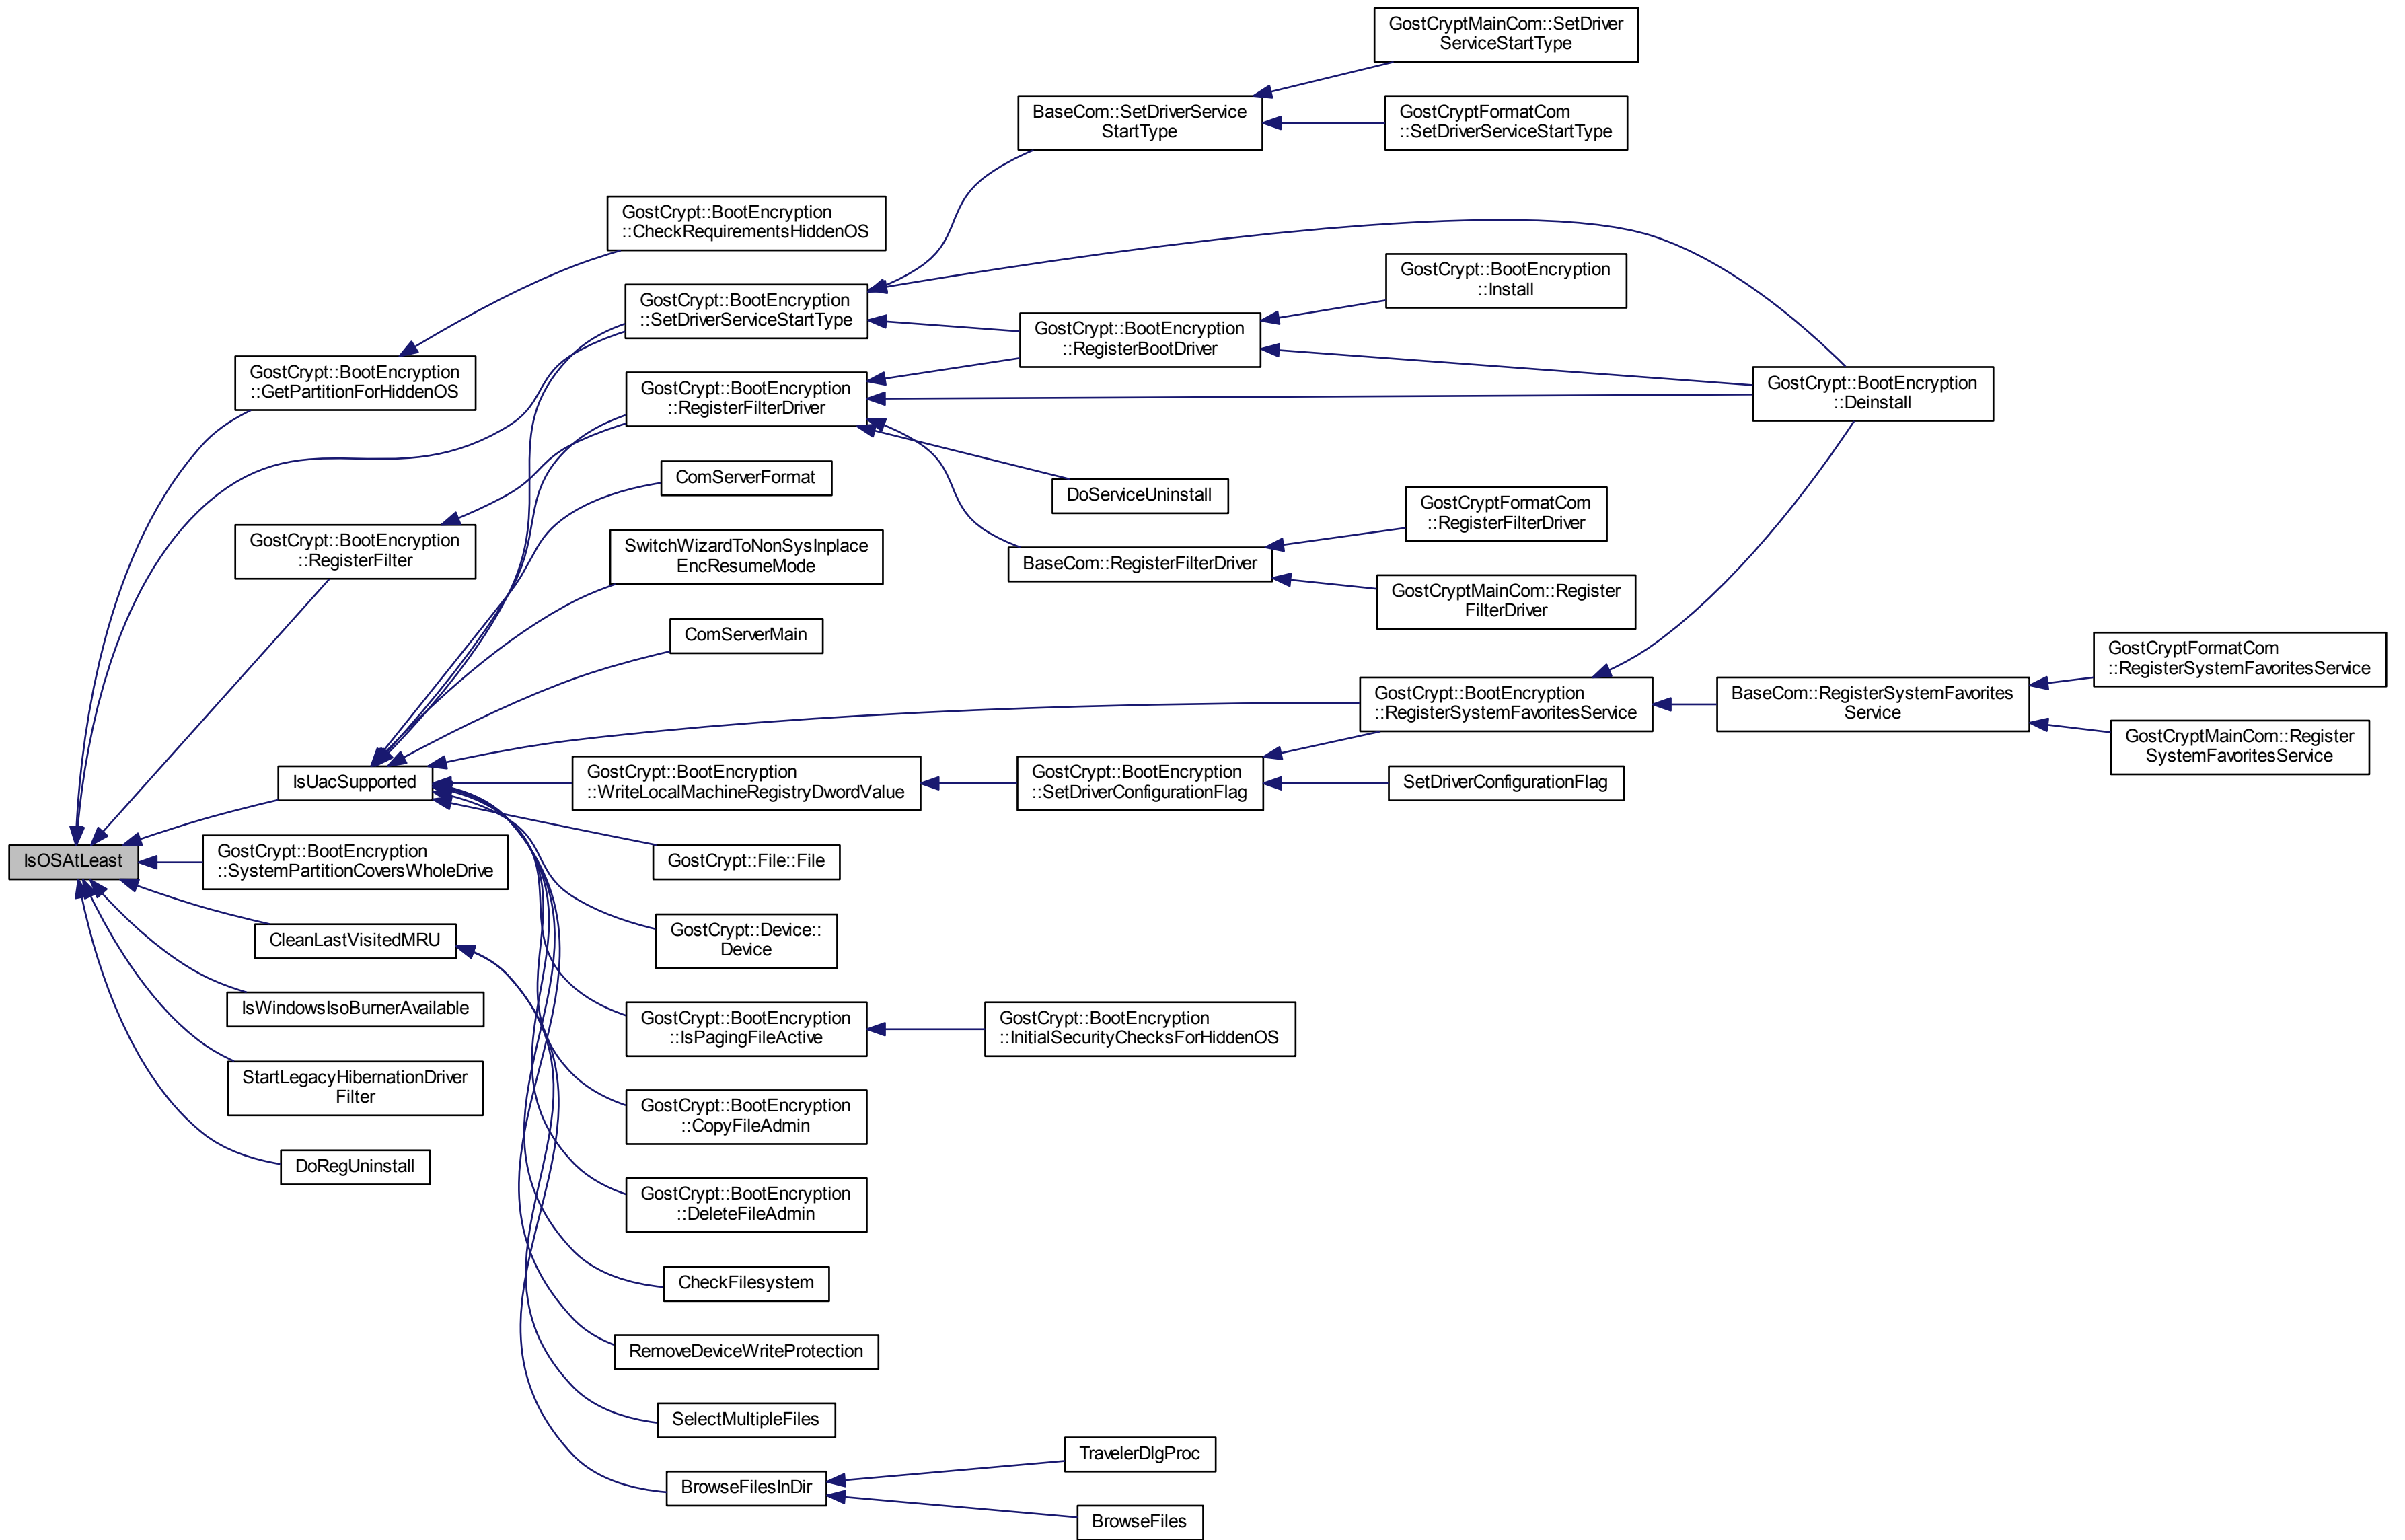 GostCryptMainCom::SetDriver
ServiceStartType
BaseCom::SetDriverService
StartType
GostCryptFormatCom
::SetDriverServiceStartType
GostCrypt::BootEncryption
::CheckRequirementsHiddenOS
GostCrypt::BootEncryption
::SetDriverServiceStartType
GostCrypt::BootEncryption
::Install
GostCrypt::BootEncryption
::RegisterBootDriver
GostCrypt::BootEncryption
::GetPartitionForHiddenOS
GostCrypt::BootEncryption
::RegisterFilterDriver
GostCrypt::BootEncryption
::Deinstall
ComServerFormat
DoServiceUninstall
GostCryptFormatCom
::RegisterFilterDriver
GostCrypt::BootEncryption
::RegisterFilter
SwitchWizardToNonSysInplace
EncResumeMode
BaseCom::RegisterFilterDriver
GostCryptMainCom::Register
FilterDriver
ComServerMain
GostCryptFormatCom
::RegisterSystemFavoritesService
GostCrypt::BootEncryption
::RegisterSystemFavoritesService
BaseCom::RegisterSystemFavorites
Service
GostCryptMainCom::Register
SystemFavoritesService
IsUacSupported
GostCrypt::BootEncryption
::WriteLocalMachineRegistryDwordValue
GostCrypt::BootEncryption
::SetDriverConfigurationFlag
SetDriverConfigurationFlag
IsOSAtLeast
GostCrypt::BootEncryption
::SystemPartitionCoversWholeDrive
GostCrypt::File::File
CleanLastVisitedMRU
GostCrypt::Device::
Device
IsWindowsIsoBurnerAvailable
GostCrypt::BootEncryption
::IsPagingFileActive
GostCrypt::BootEncryption
::InitialSecurityChecksForHiddenOS
StartLegacyHibernationDriver
Filter
GostCrypt::BootEncryption
::CopyFileAdmin
DoRegUninstall
GostCrypt::BootEncryption
::DeleteFileAdmin
CheckFilesystem
RemoveDeviceWriteProtection
SelectMultipleFiles
TravelerDlgProc
BrowseFilesInDir
BrowseFiles